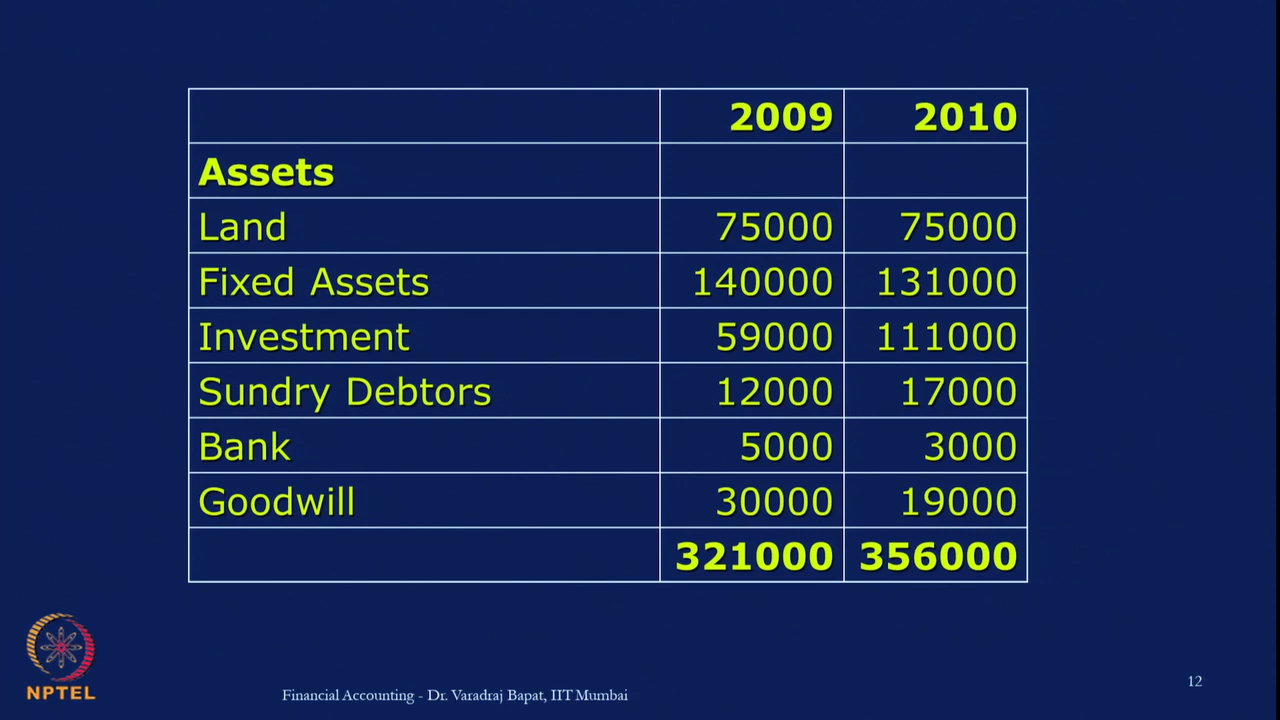 2009 2010
Assets
Land 75000 75000
Fixed Assets 140000 131000
Investment 59000 111000
Sundry Debtors 12000 17000
Bank 5000 3000
Goodwill 30000 19000
321000 356000
NPTEL
Financial Accounting - Dr. Varadraj Bapat, IIT Mumbai
12